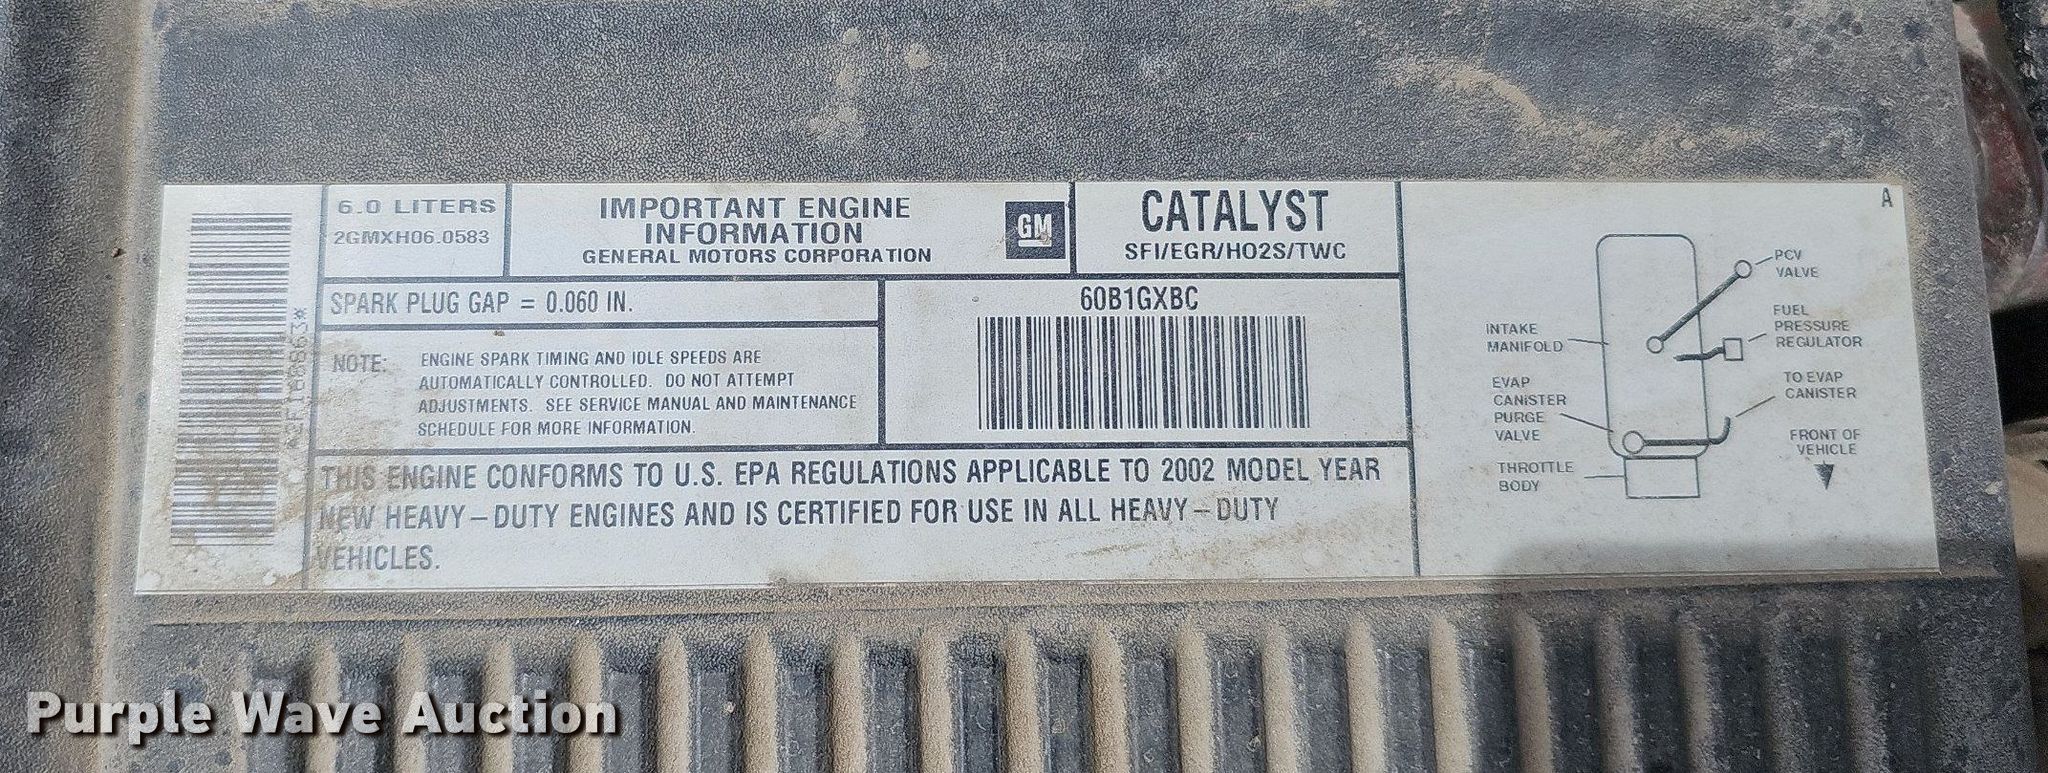 6.0 LITERS
2GMXH06.0583
IMPORTANT ENGINE
INFORMATION
GENERAL MOTORS CORPORATION
GM
CATALYST
SFI/EGR/HO2S/TWC
SPARK PLUG GAP = 0.060 IN.
NOTE: ENGINE SPARK TIMING AND IDLE SPEEDS ARE
AUTOMATICALLY CONTROLLED. DO NOT ATTEMPT
ADJUSTMENTS. SEE SERVICE MANUAL AND MAINTENANCE
SCHEDULE FOR MORE INFORMATION.
60B1GXBC
THIS ENGINE CONFORMS TO U.S. EPA REGULATIONS APPLICABLE TO 2002 MODEL YEAR
NEW HEAVY-DUTY ENGINES AND IS CERTIFIED FOR USE IN ALL HEAVY-DUTY
VEHICLES.
A
PCV
VALVE
FUEL
PRESSURE
REGULATOR
INTAKE
MANIFOLD
EVAP
CANISTER
PURGE
VALVE
TO EVAP
CANISTER
FRONT OF
VEHICLE
THROTTLE
BODY
Purple Wave Auction